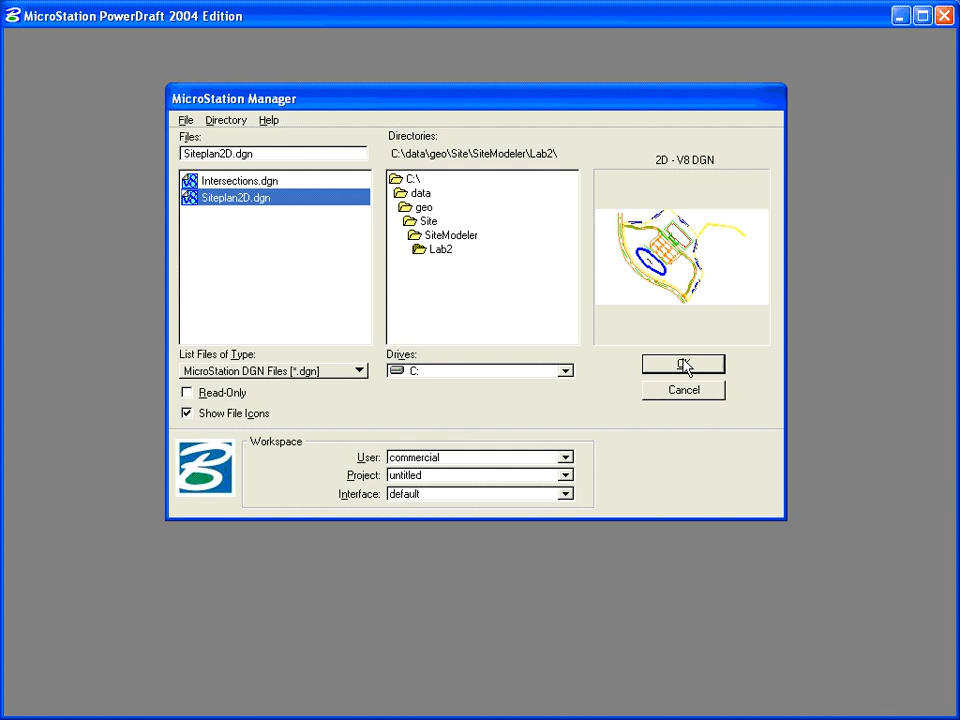 MicroStation PowerDraft 2004 Edition
MicroStation Manager
File Directory Help
Files:
Siteplan2D.dgn
Intersections.dgn
Siteplan2D.dgn
Directories:
C:\data\geo\Site\SiteModeler\Lab2\
C:\
data
geo
Site
SiteModeler
Lab2
2D - V8 DGN
List Files of Type:
MicroStation DGN Files [*.dgn]
Drives:
C:
Read-Only
Show File Icons
Cancel
Workspace
User: commercial
Project: untitled
Interface: default